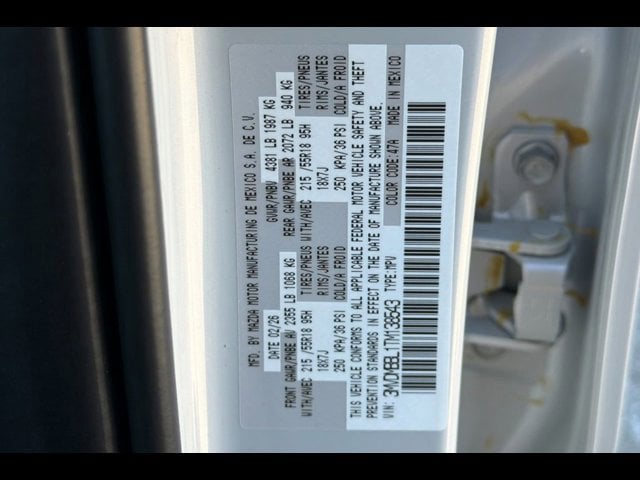 MFD. BY MAZDA MOTOR MANUFACTURING DE MEXICO S.A. DE C.V.
DATE 02/26 GVWR/PNBV 4381 LB 1987 KG
FRONT GAWR/PNBE AV 2355 LB 1068 KG REAR GAWR/PNBE AR 2072 LB 940 KG
WITH/AVEC 215 /55R18 95H TIRES/PNEUS WITH/AVEC 215 /55R18 95H TIRES/PNEUS
18X7J RIMS/JANTES 18X7J RIMS/JANTES
250 KPA/36 PSI COLD/A FROID 250 KPA/36 PSI COLD/A FROID
THIS VEHICLE CONFORMS TO ALL APPLICABLE FEDERAL MOTOR VEHICLE SAFETY AND THEFT
PREVENTION STANDARDS IN EFFECT ON THE DATE OF MANUFACTURE SHOWN ABOVE.
VIN: TYPE:MPV COLOR CODE:47A MADE IN MEXICO